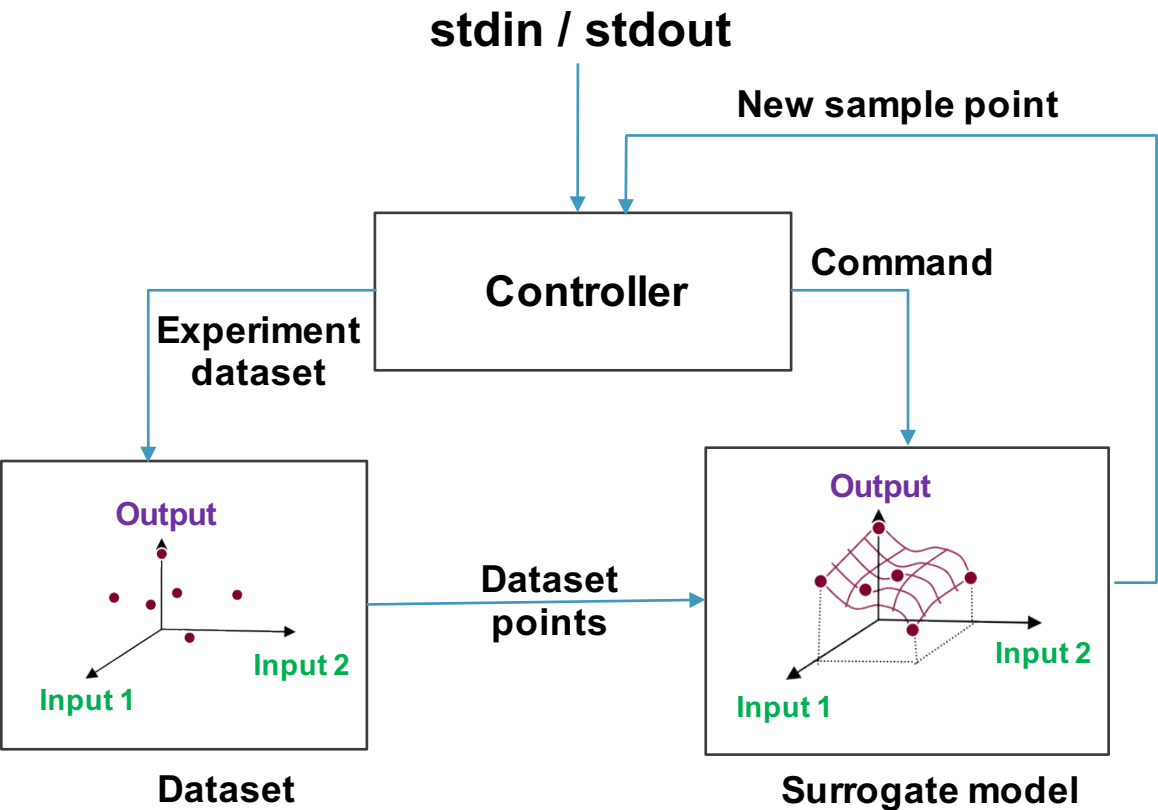 stdin / stdout
New sample point
Controller
Command
Experiment
dataset
Output
Input 2
Input 1
Dataset
points
Output
Input 2
Input 1
Dataset
Surrogate model